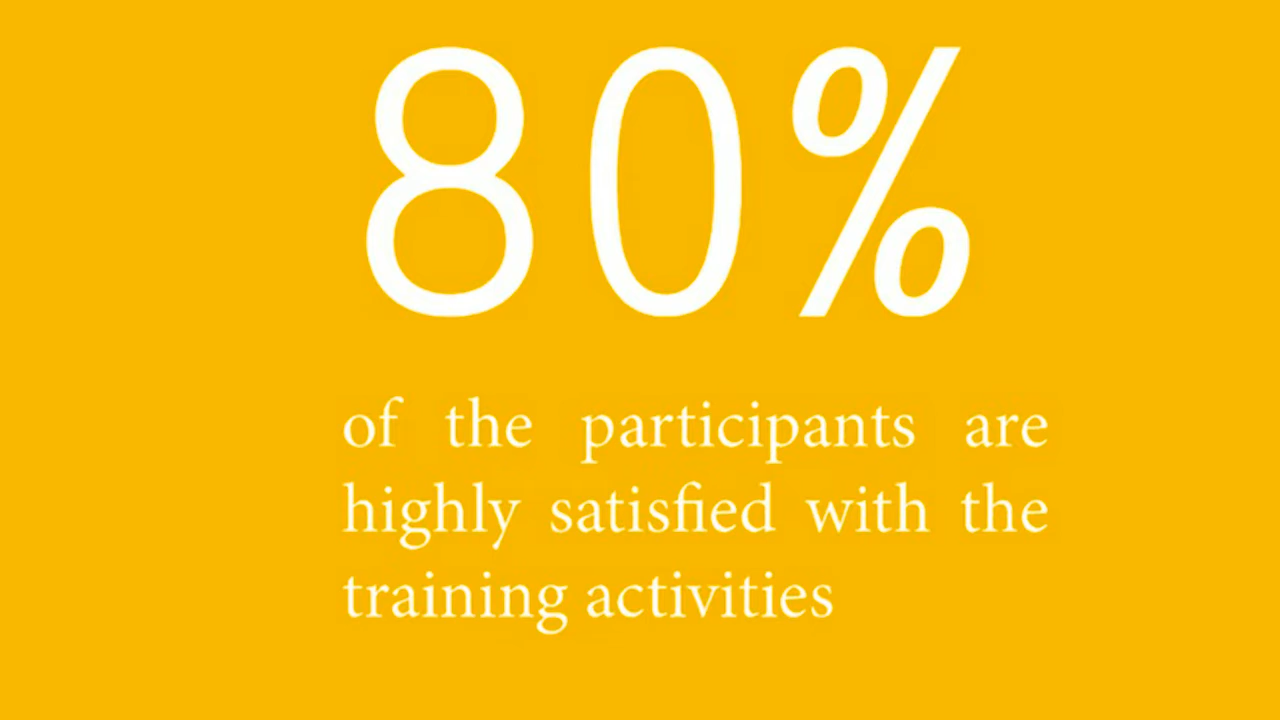 80%
of the participants are
highly satisfied with the
training activities